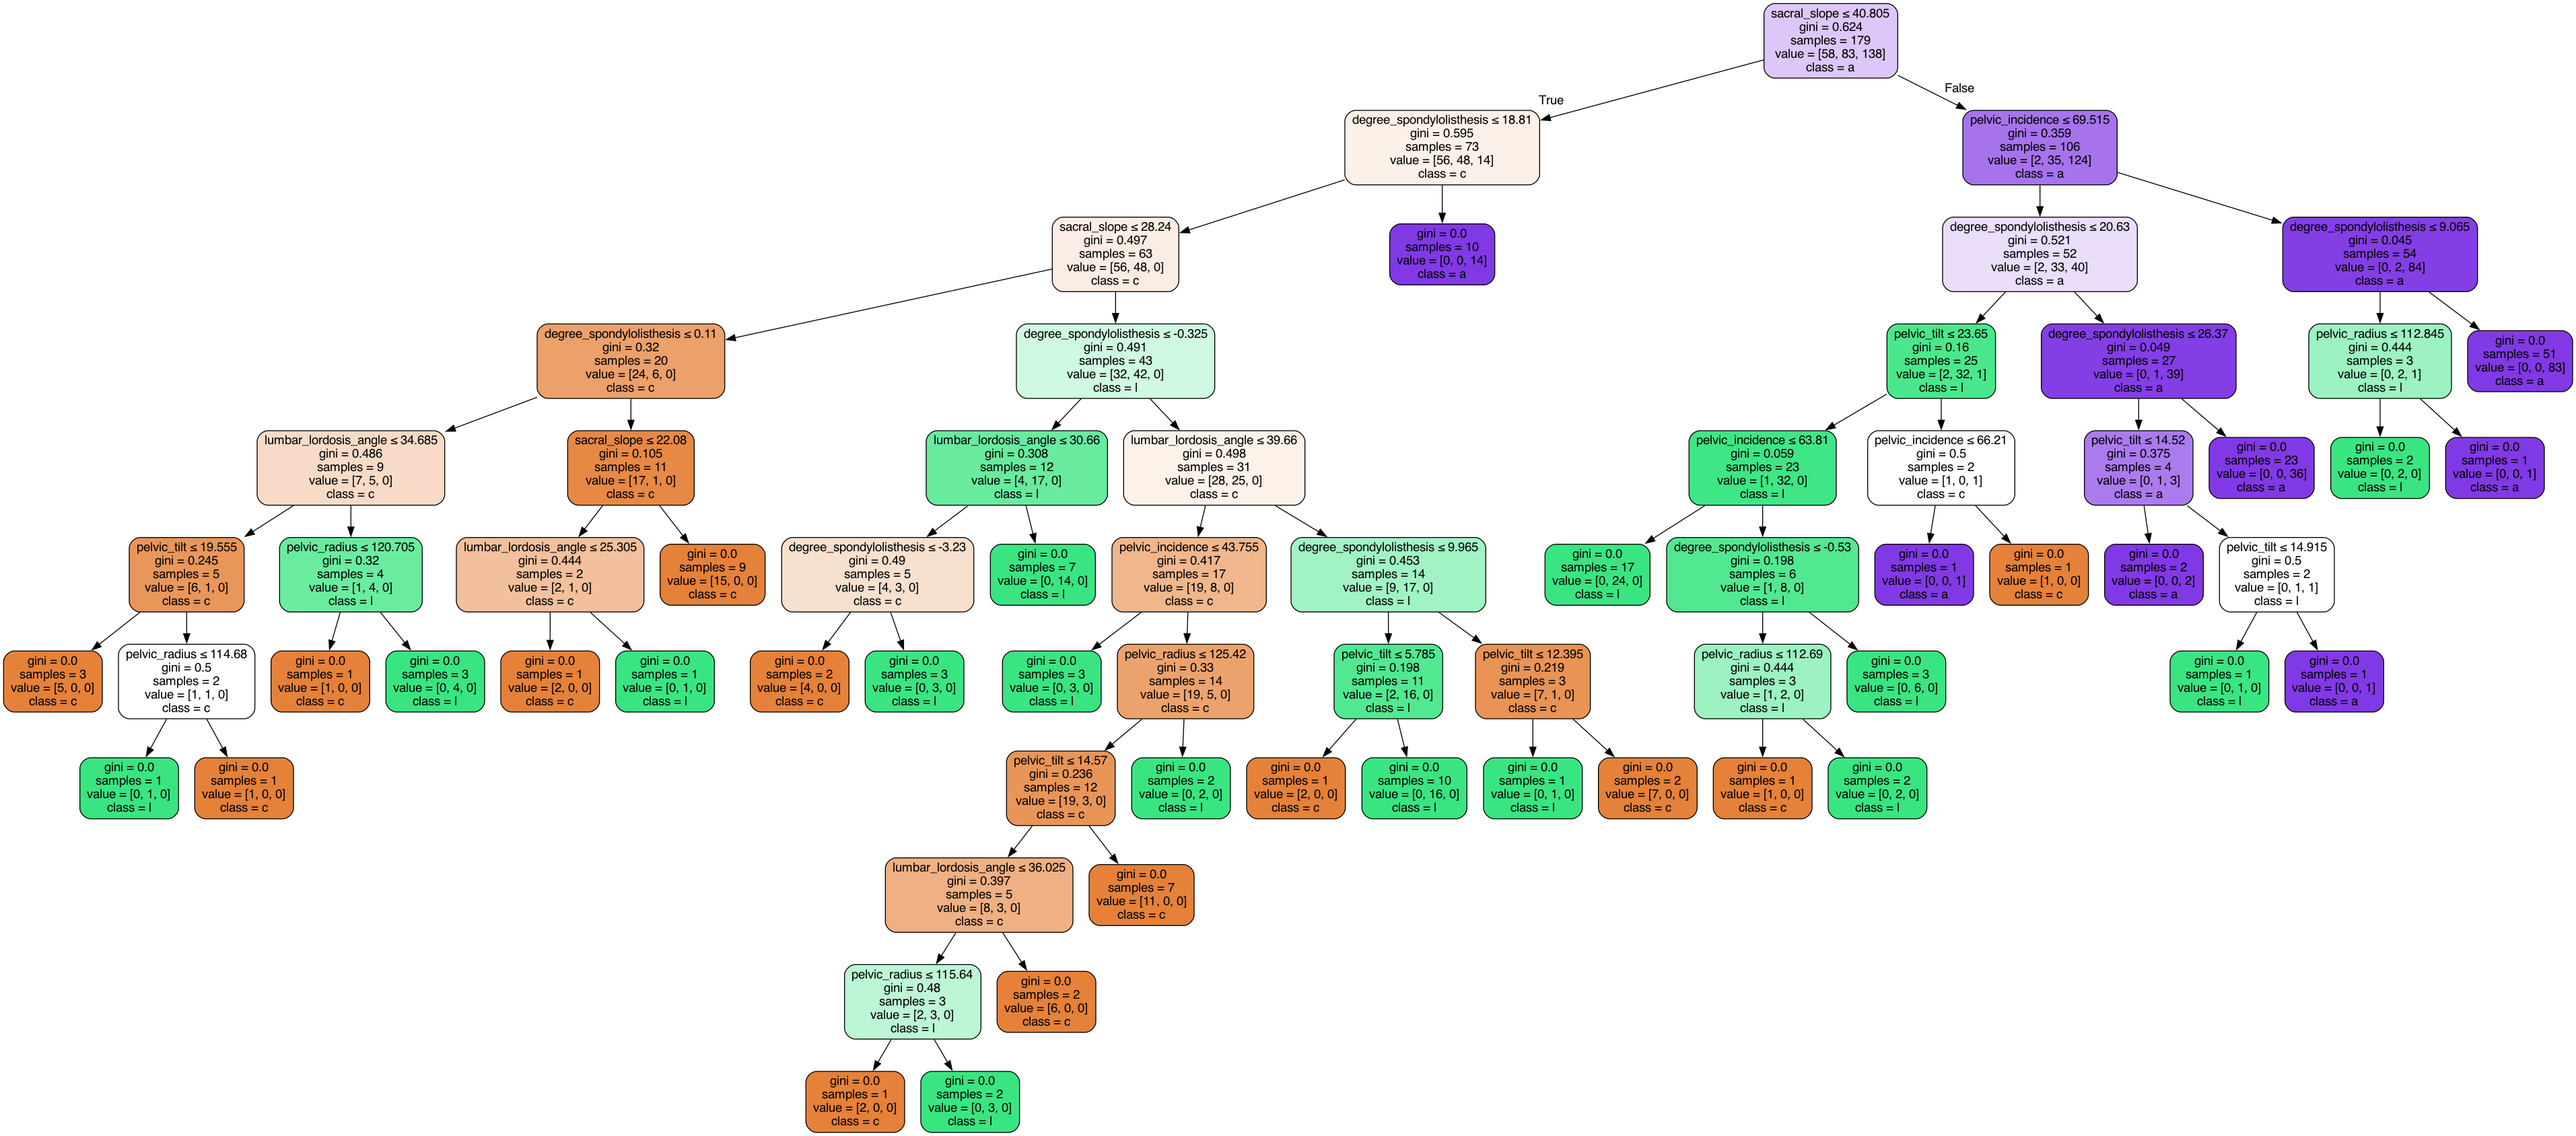 sacral_slope ≤ 40.805
gini = 0.624
samples = 179
value = [58, 83, 138]
class = a
True
False
degree_spondylolisthesis ≤ 18.81
gini = 0.595
samples = 73
value = [56, 48, 14]
class = c
pelvic_incidence ≤ 69.515
gini = 0.359
samples = 106
value = [2, 35, 124]
class = a
sacral_slope ≤ 28.24
gini = 0.497
samples = 63
value = [56, 48, 0]
class = c
gini = 0.0
samples = 10
value = [0, 0, 14]
class = a
degree_spondylolisthesis ≤ 20.63
gini = 0.521
samples = 52
value = [2, 33, 40]
class = a
degree_spondylolisthesis ≤ 9.065
gini = 0.045
samples = 54
value = [0, 2, 84]
class = a
degree_spondylolisthesis ≤ 0.11
gini = 0.32
samples = 20
value = [24, 6, 0]
class = c
degree_spondylolisthesis ≤ -0.325
gini = 0.491
samples = 43
value = [32, 42, 0]
class = l
pelvic_tilt ≤ 23.65
gini = 0.16
samples = 25
value = [2, 32, 1]
class = l
degree_spondylolisthesis ≤ 26.37
gini = 0.049
samples = 27
value = [0, 1, 39]
class = a
pelvic_radius ≤ 112.845
gini = 0.444
samples = 3
value = [0, 2, 1]
class = l
gini = 0.0
samples = 51
value = [0, 0, 83]
class = a
lumbar_lordosis_angle ≤ 34.685
gini = 0.486
samples = 9
value = [7, 5, 0]
class = c
sacral_slope ≤ 22.08
gini = 0.105
samples = 11
value = [17, 1, 0]
class = c
lumbar_lordosis_angle ≤ 30.66
gini = 0.308
samples = 12
value = [4, 17, 0]
class = l
lumbar_lordosis_angle ≤ 39.66
gini = 0.498
samples = 31
value = [28, 25, 0]
class = c
pelvic_incidence ≤ 63.81
gini = 0.059
samples = 23
value = [1, 32, 0]
class = l
pelvic_incidence ≤ 66.21
gini = 0.5
samples = 2
value = [1, 0, 1]
class = c
pelvic_tilt ≤ 14.52
gini = 0.375
samples = 4
value = [0, 1, 3]
class = a
gini = 0.0
samples = 23
value = [0, 0, 36]
class = a
gini = 0.0
samples = 2
value = [0, 2, 0]
class = l
gini = 0.0
samples = 1
value = [0, 0, 1]
class = a
pelvic_tilt ≤ 19.555
gini = 0.245
samples = 5
value = [6, 1, 0]
class = c
pelvic_radius ≤ 120.705
gini = 0.32
samples = 4
value = [1, 4, 0]
class = l
lumbar_lordosis_angle ≤ 25.305
gini = 0.444
samples = 2
value = [2, 1, 0]
class = c
gini = 0.0
samples = 9
value = [15, 0, 0]
class = c
degree_spondylolisthesis ≤ -3.23
gini = 0.49
samples = 5
value = [4, 3, 0]
class = c
gini = 0.0
samples = 7
value = [0, 14, 0]
class = l
pelvic_incidence ≤ 43.755
gini = 0.417
samples = 17
value = [19, 8, 0]
class = c
degree_spondylolisthesis ≤ 9.965
gini = 0.453
samples = 14
value = [9, 17, 0]
class = l
gini = 0.0
samples = 17
value = [0, 24, 0]
class = l
degree_spondylolisthesis ≤ -0.53
gini = 0.198
samples = 6
value = [1, 8, 0]
class = l
gini = 0.0
samples = 1
value = [0, 0, 1]
class = a
gini = 0.0
samples = 1
value = [1, 0, 0]
class = c
gini = 0.0
samples = 2
value = [0, 0, 2]
class = a
pelvic_tilt ≤ 14.915
gini = 0.5
samples = 2
value = [0, 1, 1]
class = l
gini = 0.0
samples = 3
value = [5, 0, 0]
class = c
pelvic_radius ≤ 114.68
gini = 0.5
samples = 2
value = [1, 1, 0]
class = c
gini = 0.0
samples = 1
value = [1, 0, 0]
class = c
gini = 0.0
samples = 3
value = [0, 4, 0]
class = l
gini = 0.0
samples = 1
value = [2, 0, 0]
class = c
gini = 0.0
samples = 1
value = [0, 1, 0]
class = l
gini = 0.0
samples = 2
value = [4, 0, 0]
class = c
gini = 0.0
samples = 3
value = [0, 3, 0]
class = l
gini = 0.0
samples = 3
value = [0, 3, 0]
class = l
pelvic_radius ≤ 125.42
gini = 0.33
samples = 14
value = [19, 5, 0]
class = c
pelvic_tilt ≤ 5.785
gini = 0.198
samples = 11
value = [2, 16, 0]
class = l
pelvic_tilt ≤ 12.395
gini = 0.219
samples = 3
value = [7, 1, 0]
class = c
pelvic_radius ≤ 112.69
gini = 0.444
samples = 3
value = [1, 2, 0]
class = l
gini = 0.0
samples = 3
value = [0, 6, 0]
class = l
gini = 0.0
samples = 1
value = [0, 1, 0]
class = l
gini = 0.0
samples = 1
value = [0, 0, 1]
class = a
gini = 0.0
samples = 1
value = [0, 1, 0]
class = l
gini = 0.0
samples = 1
value = [1, 0, 0]
class = c
pelvic_tilt ≤ 14.57
gini = 0.236
samples = 12
value = [19, 3, 0]
class = c
gini = 0.0
samples = 2
value = [0, 2, 0]
class = l
gini = 0.0
samples = 1
value = [2, 0, 0]
class = c
gini = 0.0
samples = 10
value = [0, 16, 0]
class = l
gini = 0.0
samples = 1
value = [0, 1, 0]
class = l
gini = 0.0
samples = 2
value = [7, 0, 0]
class = c
gini = 0.0
samples = 1
value = [1, 0, 0]
class = c
gini = 0.0
samples = 2
value = [0, 2, 0]
class = l
lumbar_lordosis_angle ≤ 36.025
gini = 0.397
samples = 5
value = [8, 3, 0]
class = c
gini = 0.0
samples = 7
value = [11, 0, 0]
class = c
pelvic_radius ≤ 115.64
gini = 0.48
samples = 3
value = [2, 3, 0]
class = l
gini = 0.0
samples = 2
value = [6, 0, 0]
class = c
gini = 0.0
samples = 1
value = [2, 0, 0]
class = c
gini = 0.0
samples = 2
value = [0, 3, 0]
class = l